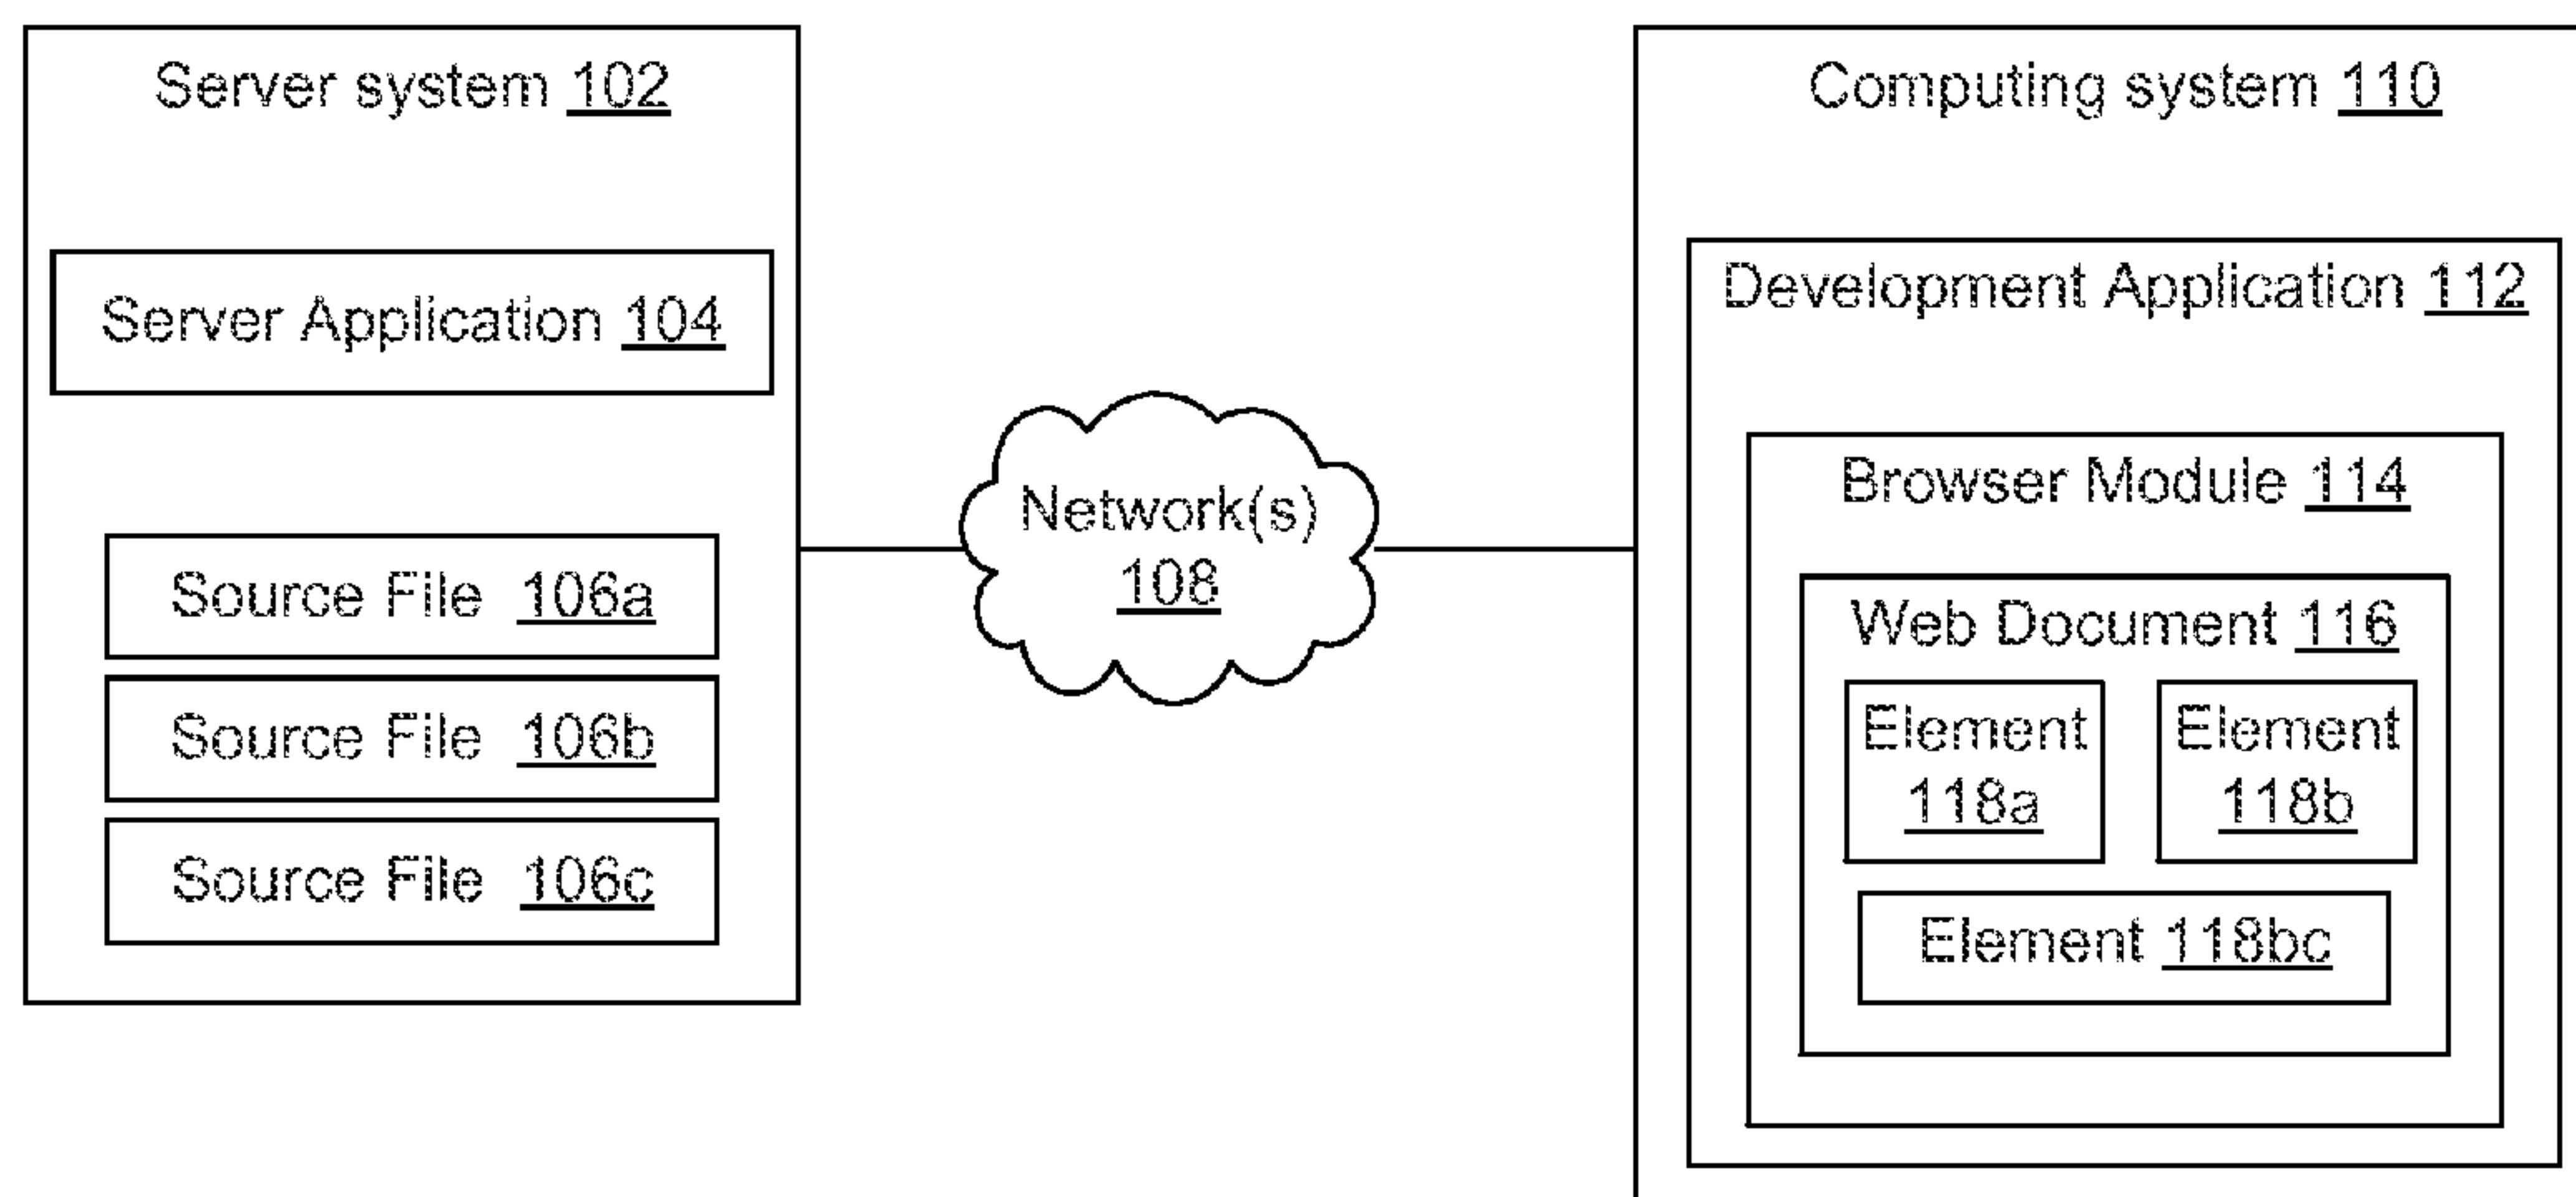 Server system 102
Server Application 104
Source File 106a
Source File 106b
Source File 106c
Network(s)
108
Computing system 110
Development Application 112
Browser Module 114
Web Document 116
Element
118a
Element
118b
Element 118bc